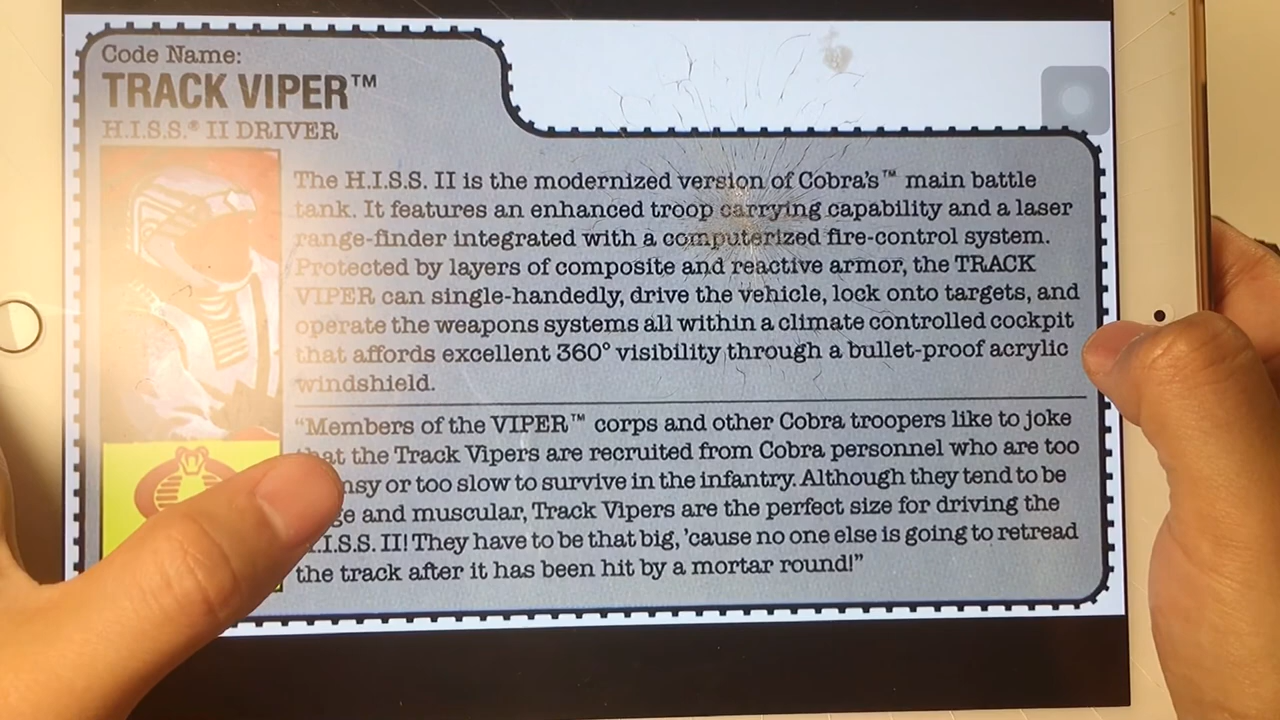 Code Name:
TRACK VIPER™
H.I.S.S.® II DRIVER
The H.I.S.S. II is the modernized version of Cobra's™ main battle
tank. It features an enhanced troop carrying capability and a laser
range-finder integrated with a computerized fire-control system.
Protected by layers of composite and reactive armor, the TRACK
VIPER can single-handedly, drive the vehicle, lock onto targets, and
operate the weapons systems all within a climate controlled cockpit
that affords excellent 360° visibility through a bullet-proof acrylic
windshield.
"Members of the VIPER™ corps and other Cobra troopers like to joke
that the Track Vipers are recruited from Cobra personnel who are too
or too slow to survive in the infantry. Although they tend to be
and muscular, Track Vipers are the perfect size for driving the
H.I.S.S. II! They have to be that big, 'cause no one else is going to retread
the track after it has been hit by a mortar round!"